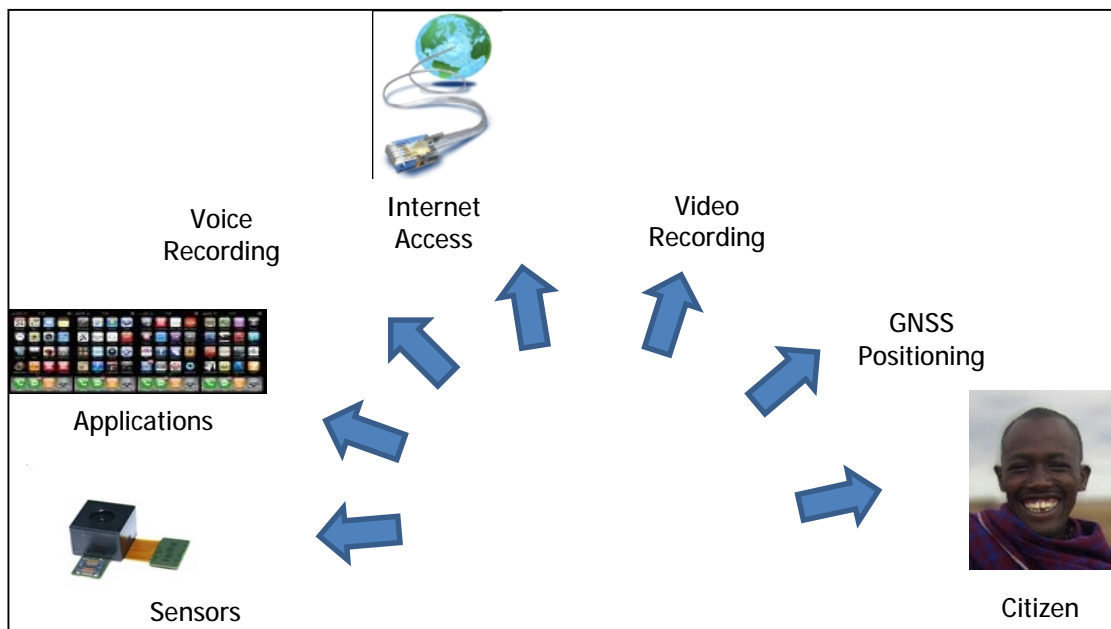 Internet
Access
Voice
Recording
Video
Recording
GNSS
Positioning
Applications
Sensors
Citizen